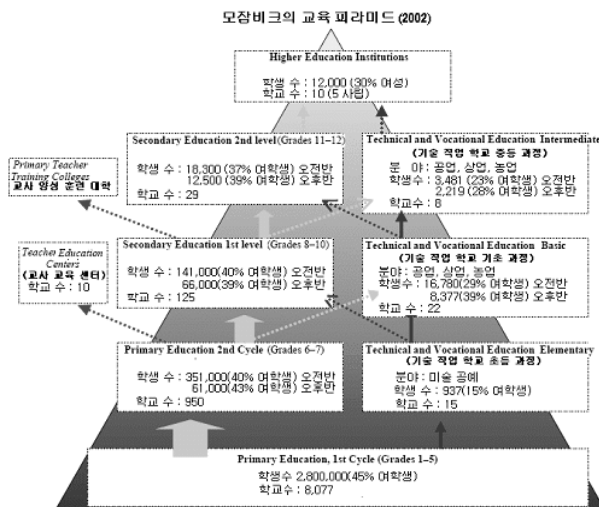 모잠비크의 교육 피라미드 (2002)
Higher Education Institutions
학생 수 : 12,000 (30% 여성)
학교 수 : 10 (5 사립)
Secondary Education 2nd level (Grades 11–12)
학생 수 : 18,300 (37% 여학생) 오전반
12,500 (39% 여학생) 오후반
학교 수 : 29
Technical and Vocational Education Intermediate
(기술 직업 학교 중등 과정)
분 야 : 공업, 상업, 농업
학생수 : 3,481 (23% 여학생) 오전반
2,219 (28% 여학생) 오후반
학교수 : 8
Primary Teacher
Training Colleges
교사 양성 훈련 대학
Secondary Education 1st level (Grades 8–10)
학생 수 : 141,000(40% 여학생) 오전반
66,000(39% 여학생) 오후반
학교 수 : 125
Technical and Vocational Education Basic
(기술 직업 학교 기초 과정)
분야 : 공업, 상업, 농업
학생수 : 16,780(29% 여학생) 오전반
8,377(39% 여학생) 오후반
학교 수 : 22
Teacher Education
Centers
(교사 교육 센터)
학교 수 : 10
Primary Education 2nd Cycle (Grades 6–7)
학생 수 : 351,000(40% 여학생) 오전반
61,000(43% 여학생) 오후반
학교수 : 950
Technical and Vocational Education Elementary
(기술 직업 학교 초등 과정)
분야 : 미술 공예
학생 수 : 937(15% 여학생)
학교 수 : 15
Primary Education, 1st Cycle (Grades 1–5)
학생수 2,800,000(45% 여학생)
학교수 : 8,077